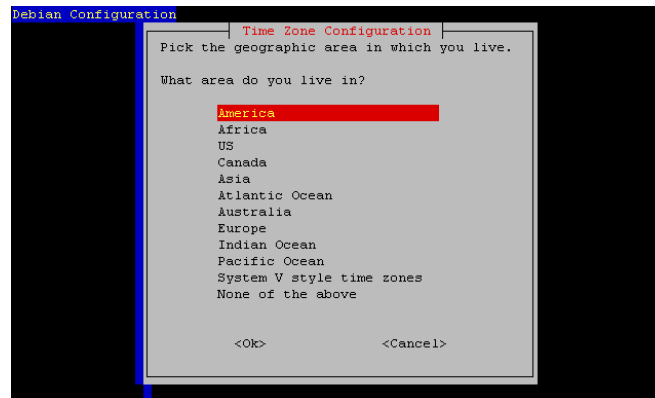 Debian Configuration
Time Zone Configuration
Pick the geographic area in which you live.
What area do you live in?
America
Africa
US
Canada
Asia
Atlantic Ocean
Australia
Europe
Indian Ocean
Pacific Ocean
System V style time zones
None of the above
<Ok> <Cancel>